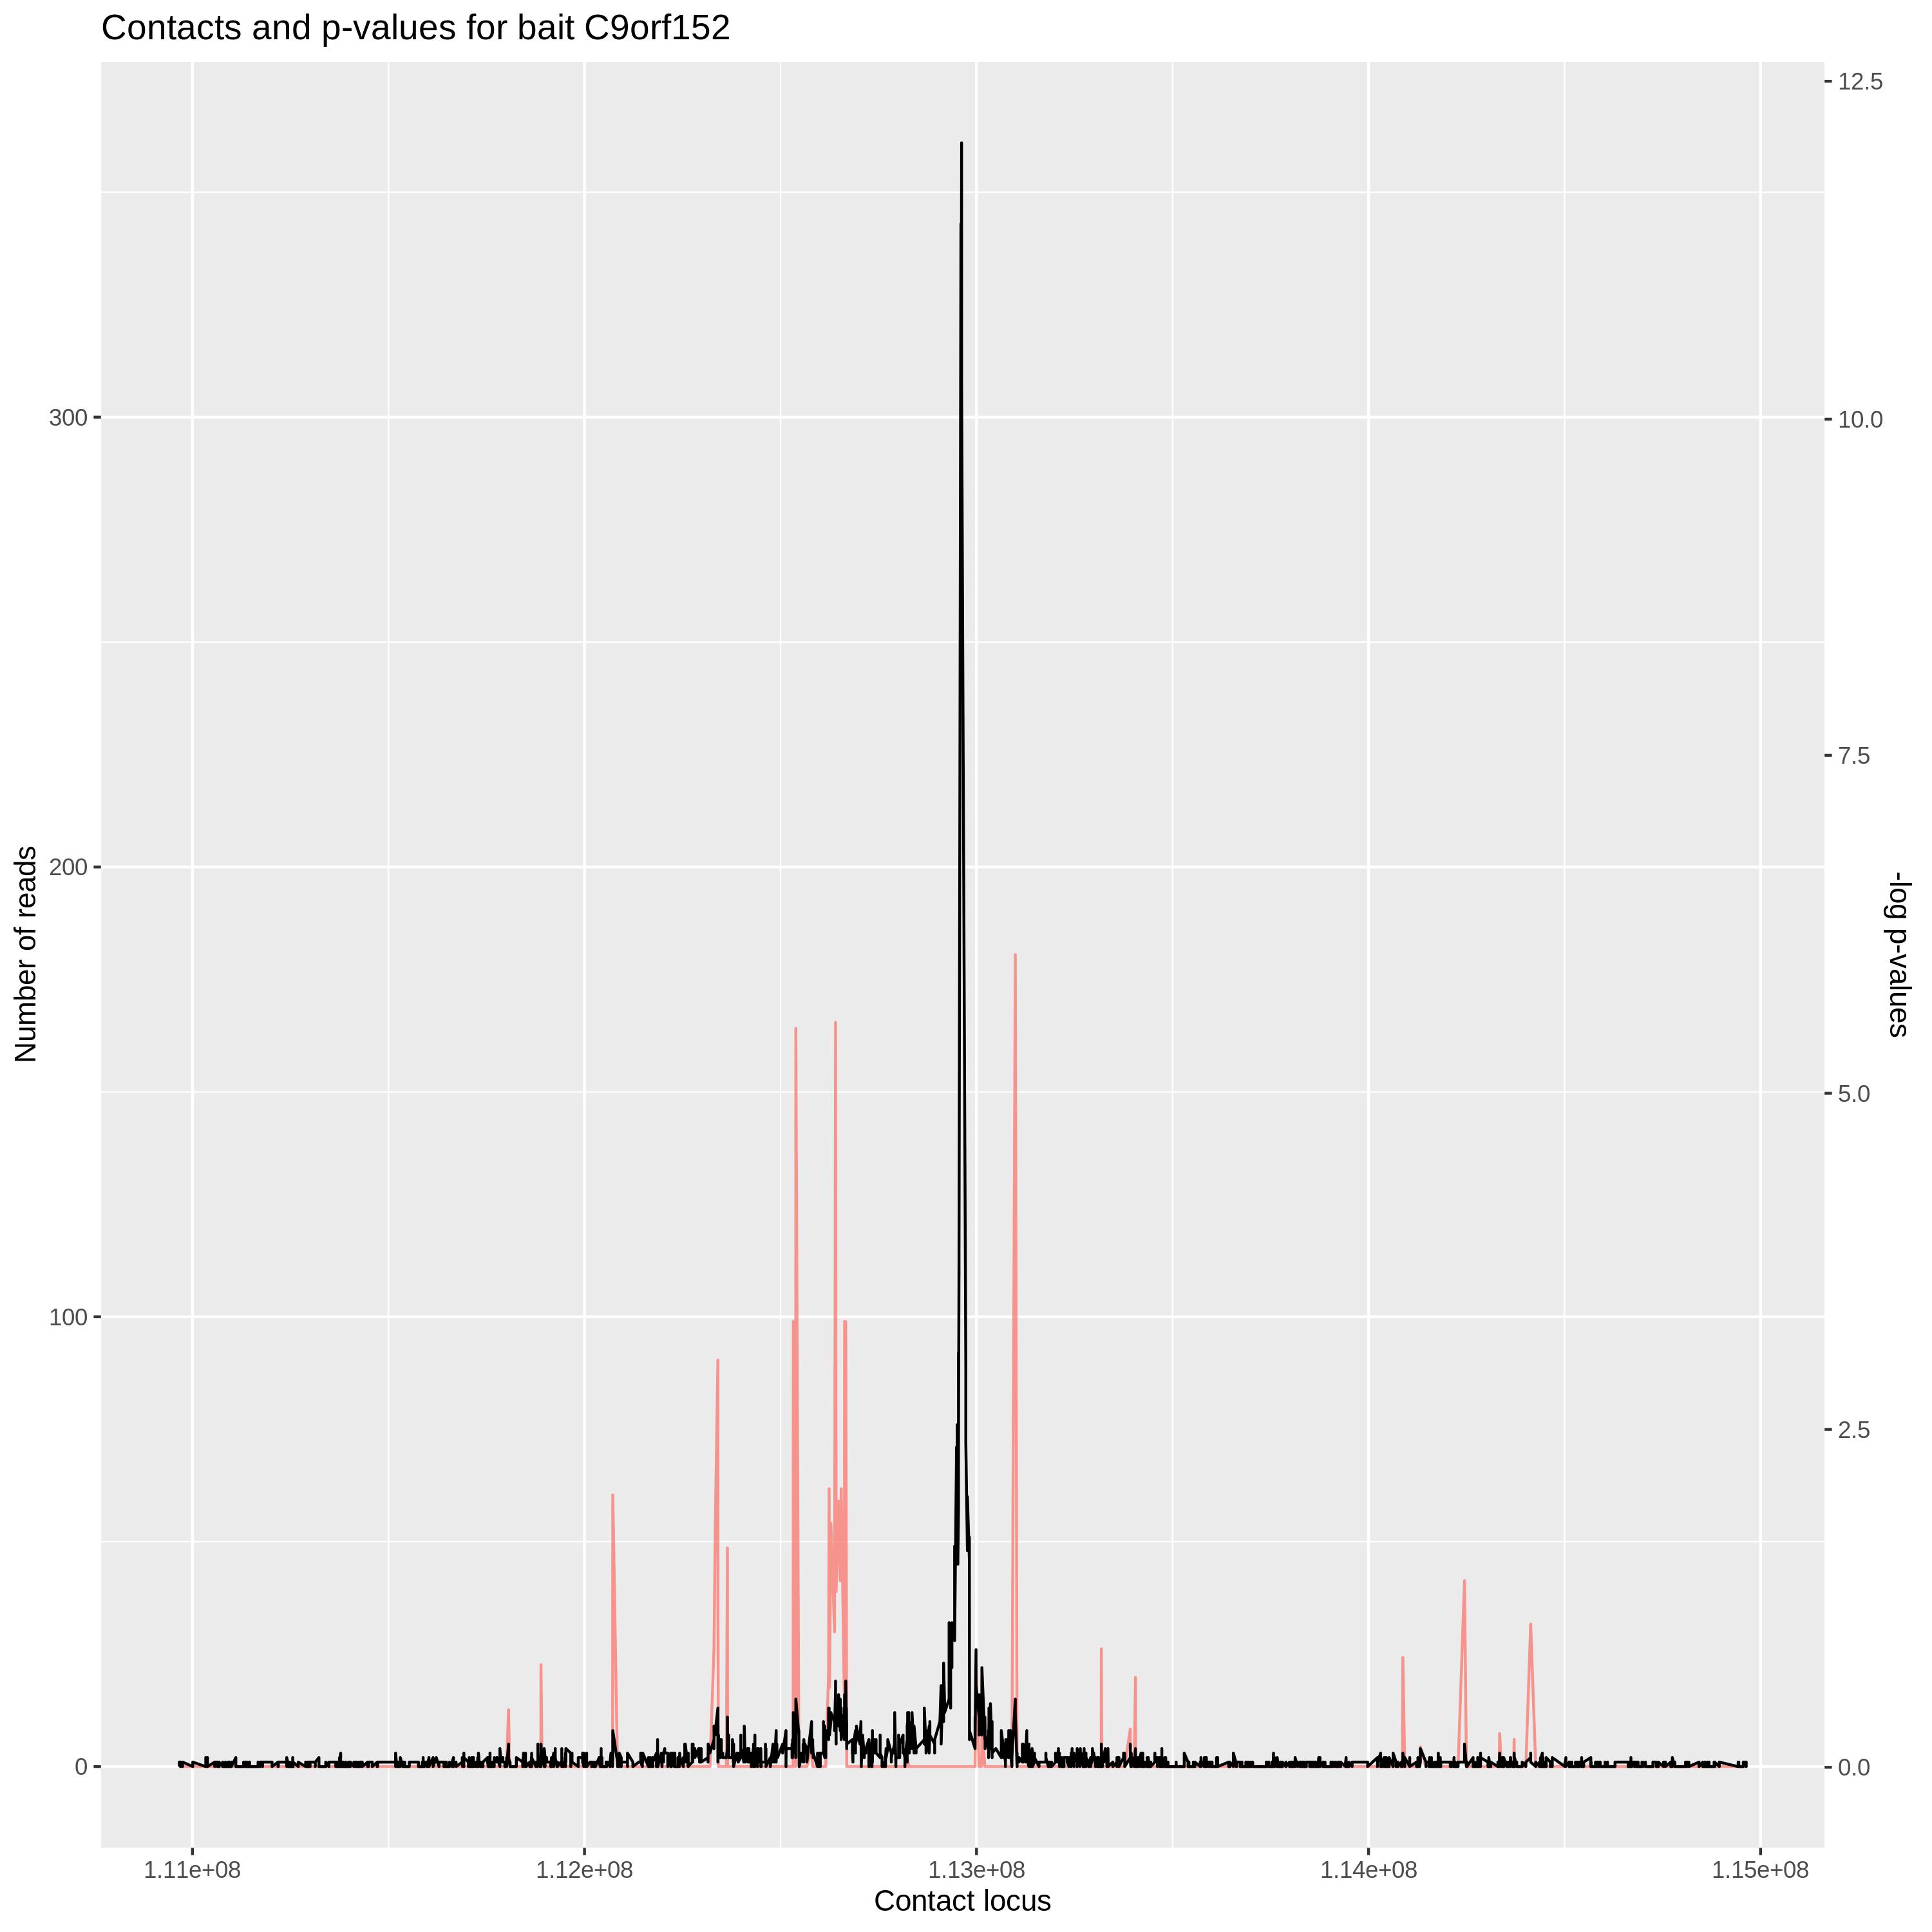 Contacts and p-values for bait C9orf152
12.5
300
10.0
7.5
200
Number of reads
-log p-values
5.0
100
2.5
0
0.0
1.11e+08
1.12e+08
1.13e+08
1.14e+08
1.15e+08
Contact locus